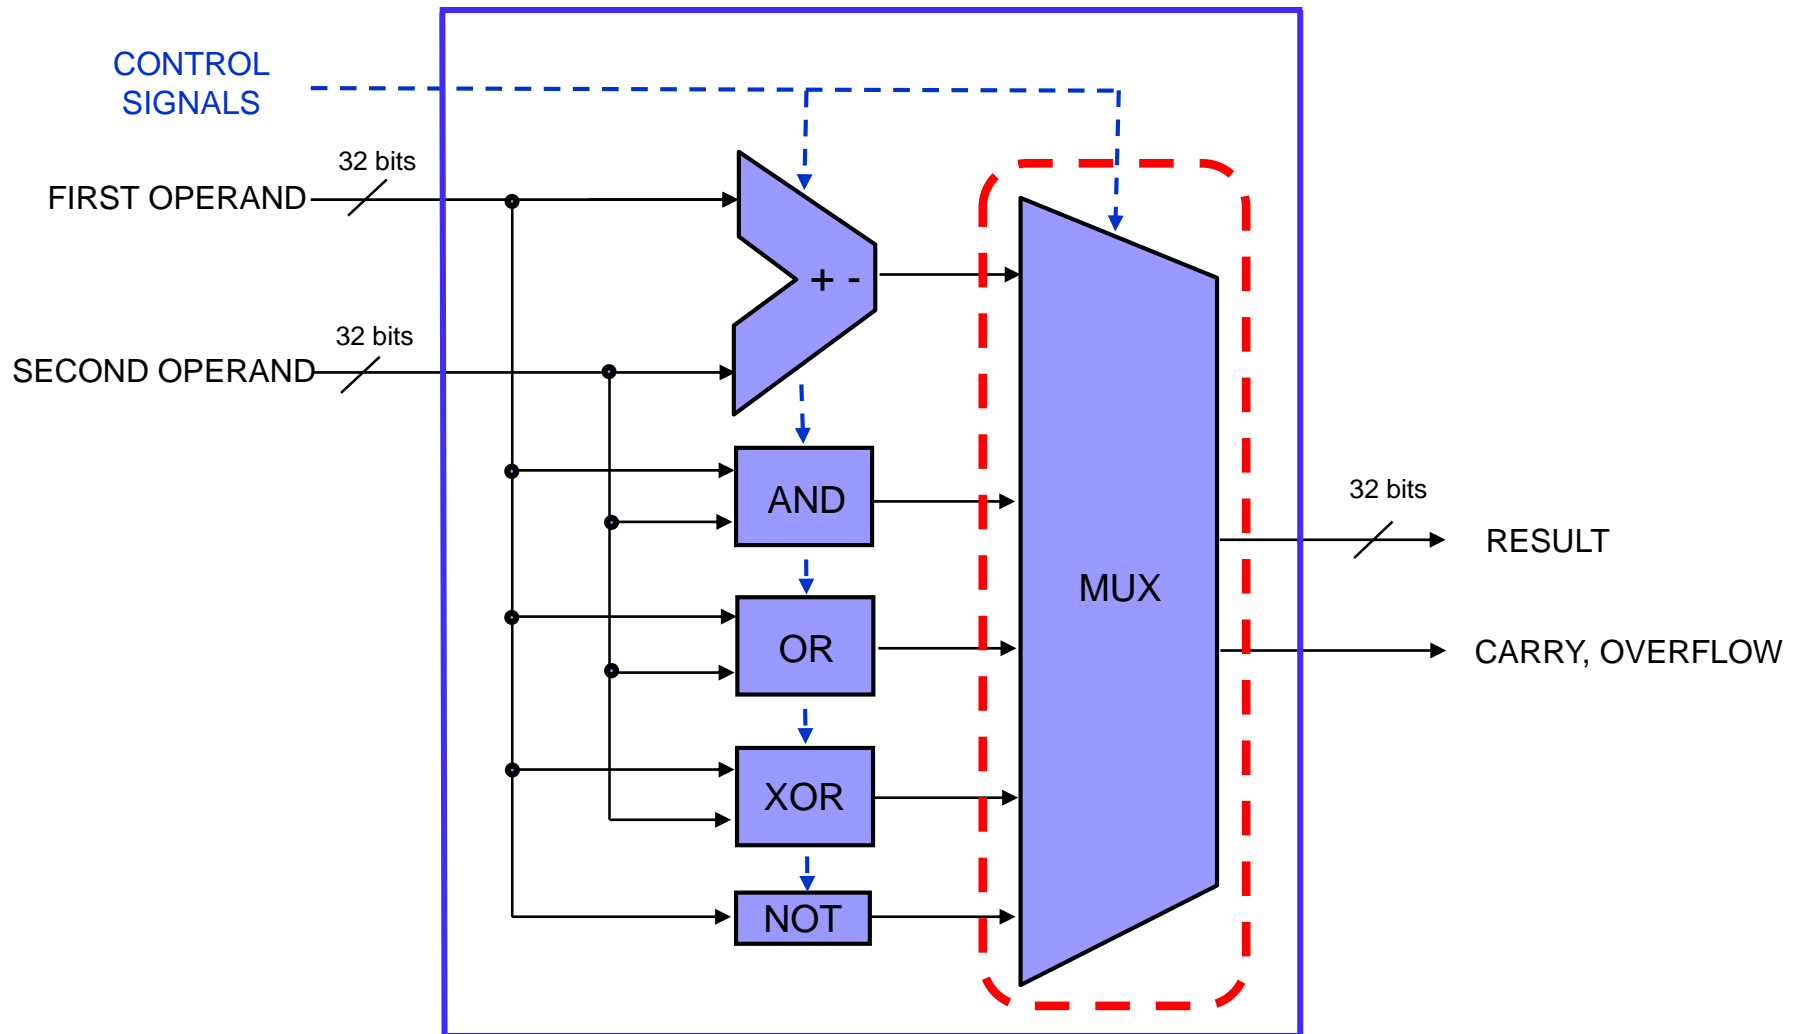 CONTROL
SIGNALS
32 bits
FIRST OPERAND
32 bits
SECOND OPERAND
+ -
AND
OR
XOR
NOT
MUX
32 bits
RESULT
CARRY, OVERFLOW